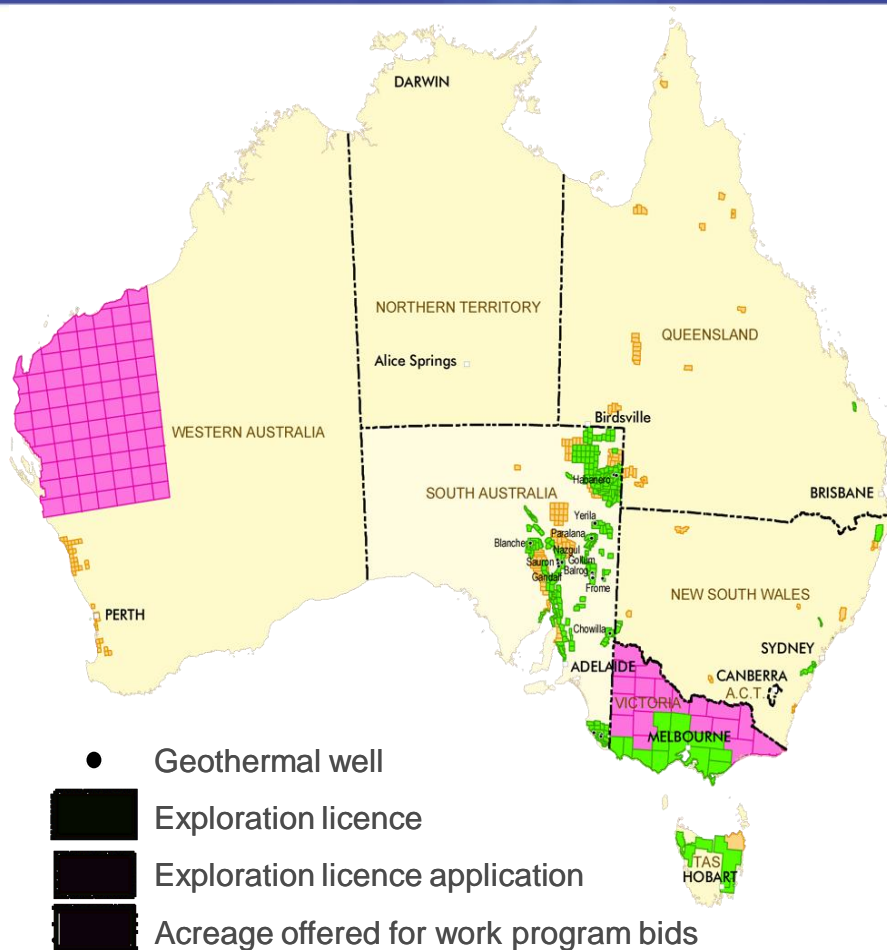 DARWIN
NORTHERN TERRITORY
QUEENSLAND
Alice Springs
Birdsville
WESTERN AUSTRALIA
Habanero
SOUTH AUSTRALIA
BRISBANE
Yerila
Paralana
Blanche
Nazgul
Sauron
Gollum
Balrog
Gandalf
Frome
NEW SOUTH WALES
PERTH
Chowilla
SYDNEY
ADELAIDE
CANBERRA
A.C.T.
VICTORIA
MELBOURNE
Geothermal well
Exploration licence
TAS
HOBART
Exploration licence application
Acreage offered for work program bids